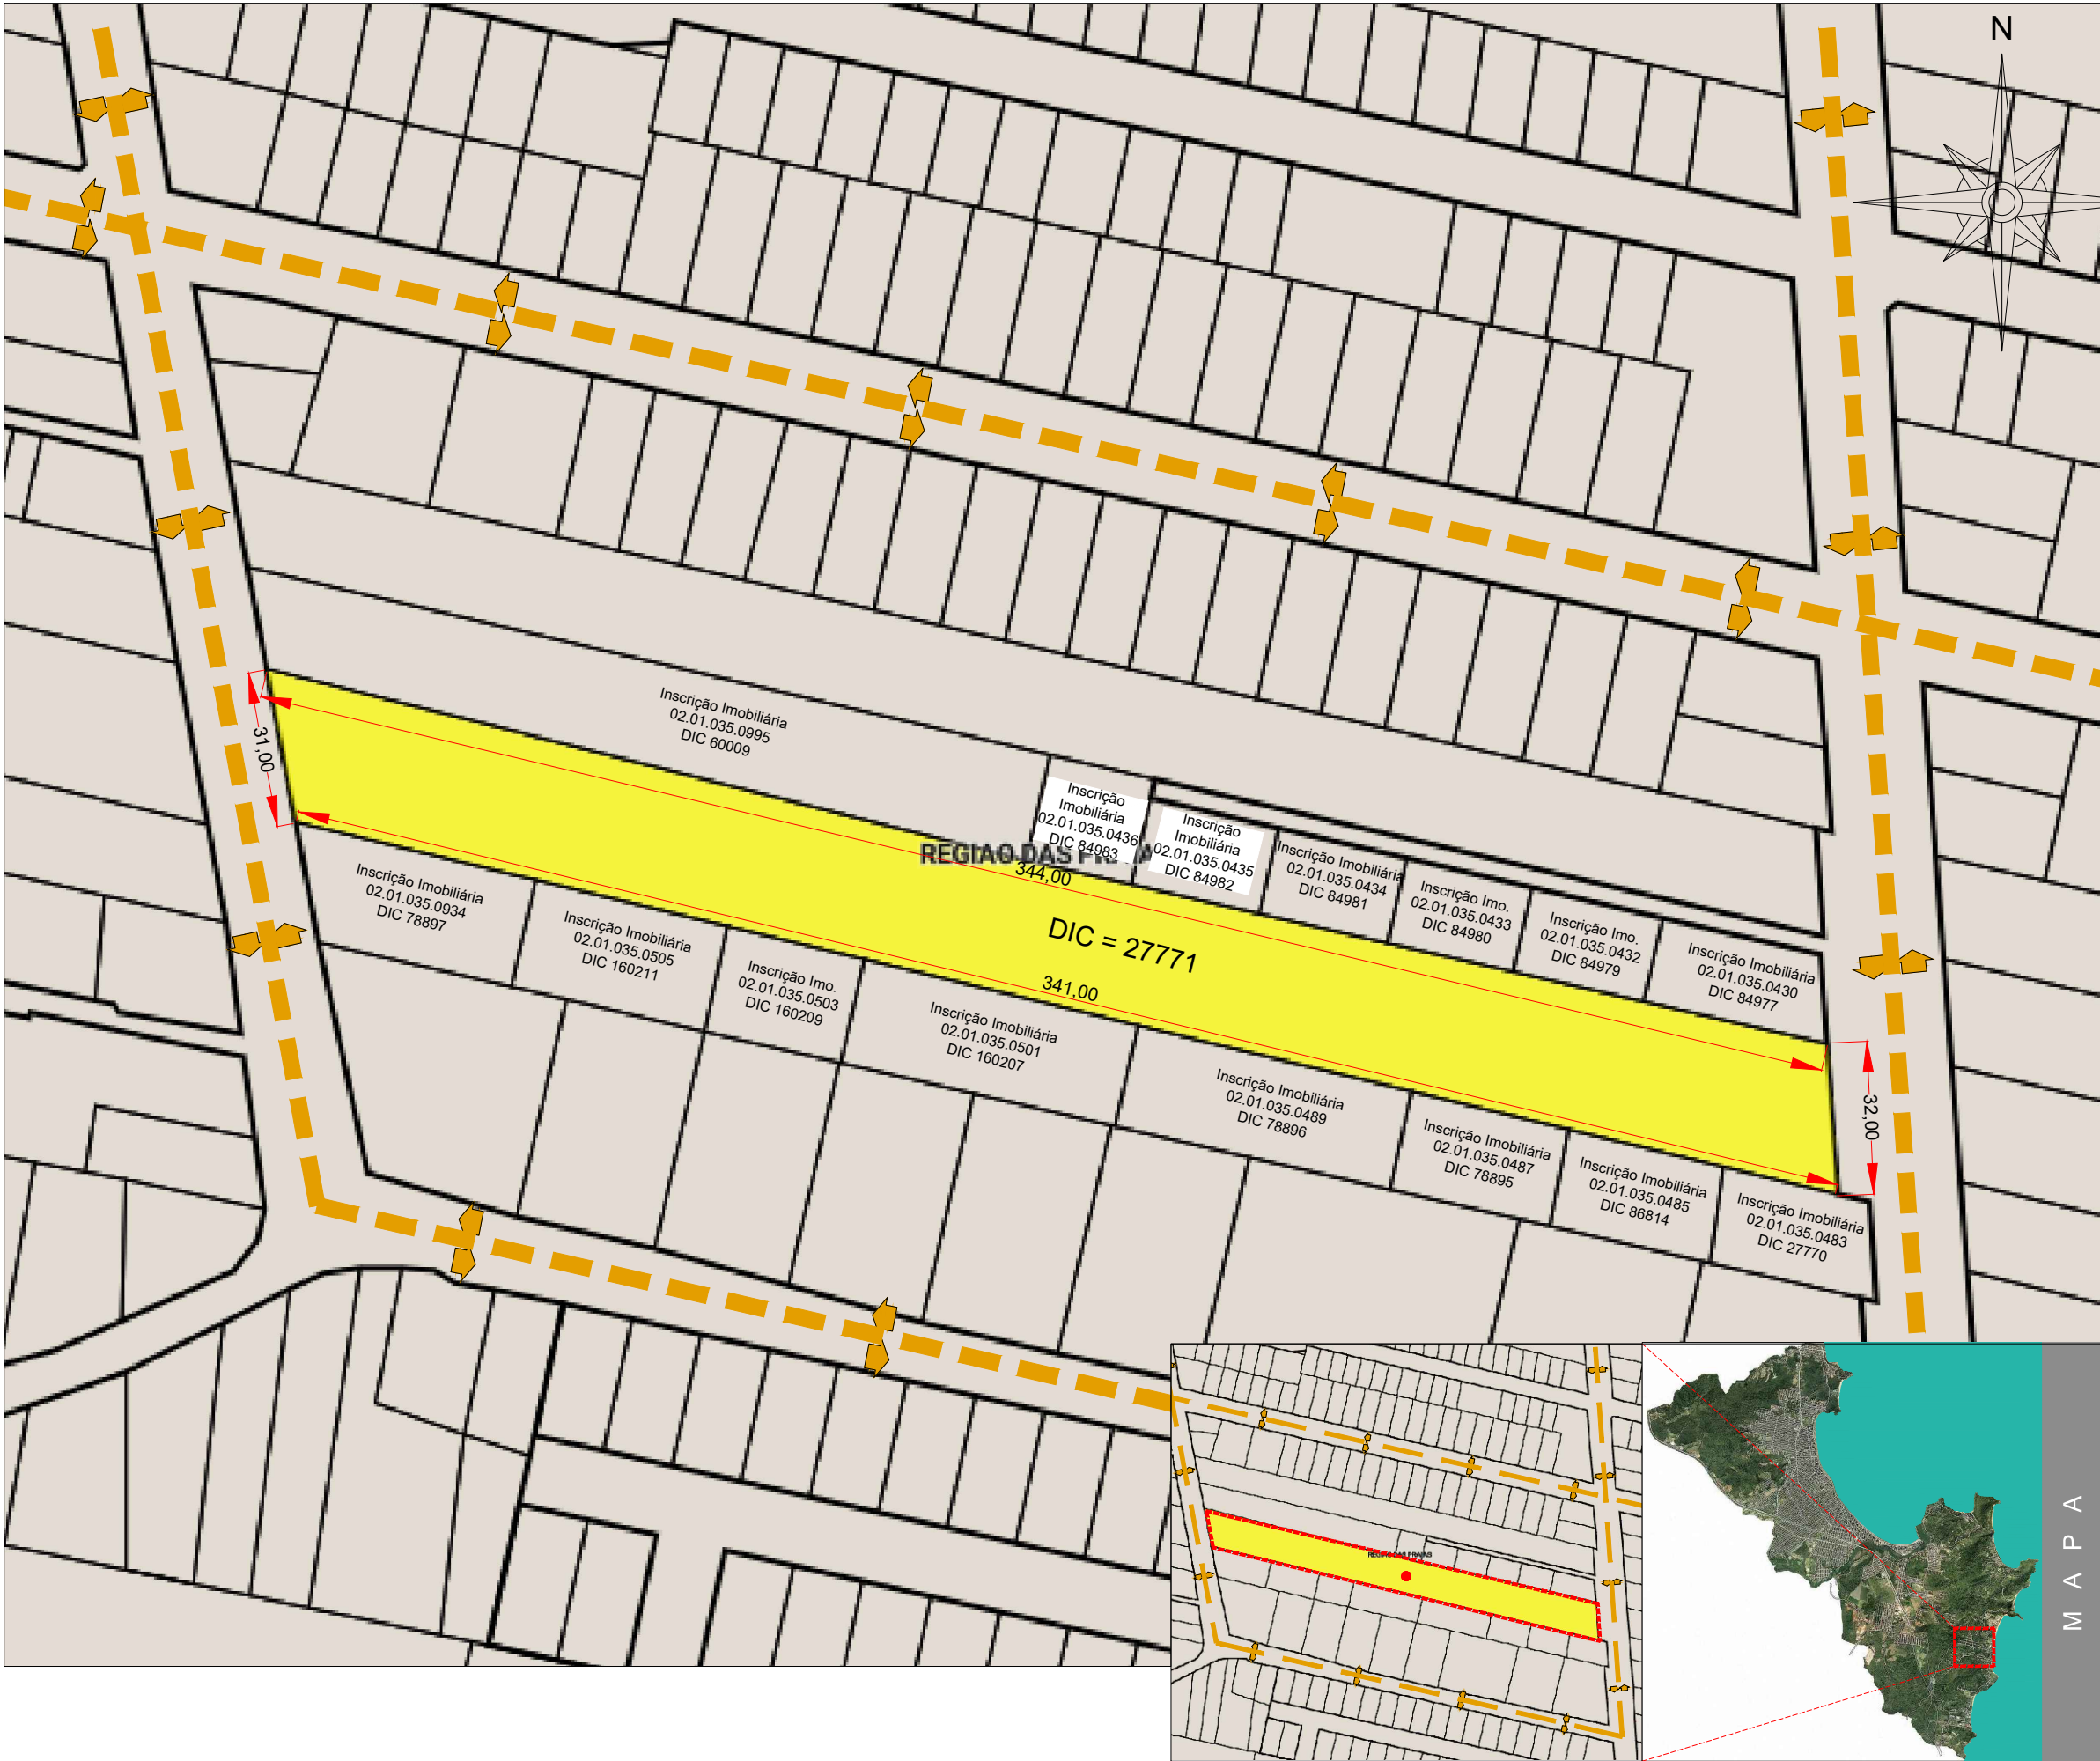 N
Inscrição Imobiliária
02.01.035.0995
DIC 60009
31,00
Inscrição
Imobiliária
02.01.035.0436
DIC 84983
Inscrição
Imobiliária
02.01.035.0435
DIC 84982
REGIAO DAS
344,00
Inscrição Imobiliária
02.01.035.0434
DIC 84981
Inscrição Imo.
02.01.035.0433
DIC 84980
Inscrição Imo.
02.01.035.0432
DIC 84979
Inscrição Imobiliária
02.01.035.0430
DIC 84977
DIC = 27771
341,00
32,00
Inscrição Imobiliária
02.01.035.0934
DIC 78897
Inscrição Imobiliária
02.01.035.0505
DIC 160211
Inscrição Imo.
02.01.035.0503
DIC 160209
Inscrição Imobiliária
02.01.035.0501
DIC 160207
Inscrição Imobiliária
02.01.035.0489
DIC 78896
Inscrição Imobiliária
02.01.035.0487
DIC 78895
Inscrição Imobiliária
02.01.035.0485
DIC 86814
Inscrição Imobiliária
02.01.035.0483
DIC 27770
REGIAO DAS PRAIAS
MAPA